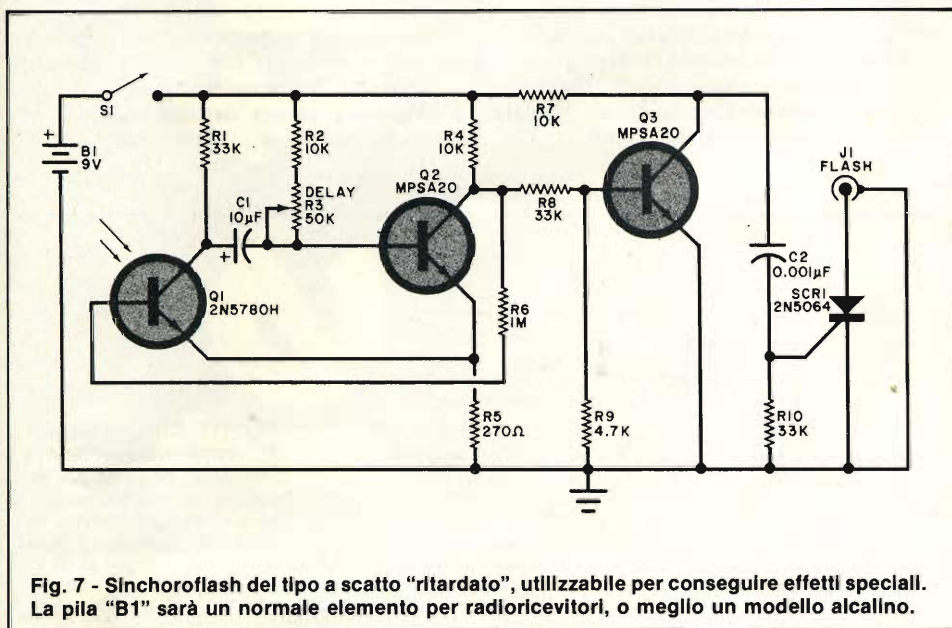 S1
B1
9V
+
R1
33K
R2
10K
DELAY
R3
50K
C1
10µF
+
Q1
2N5780H
R4
10K
Q2
MPSA20
R6
1M
R5
270Ω
R7
10K
R8
33K
R9
4.7K
Q3
MPSA20
J1
FLASH
C2
0.001µF
SCR1
2N5064
R10
33K
Fig. 7 - Sinchoroflash del tipo a scatto "ritardato", utilizzabile per conseguire effetti speciali.
La pila "B1" sarà un normale elemento per radioricevitori, o meglio un modello alcalino.